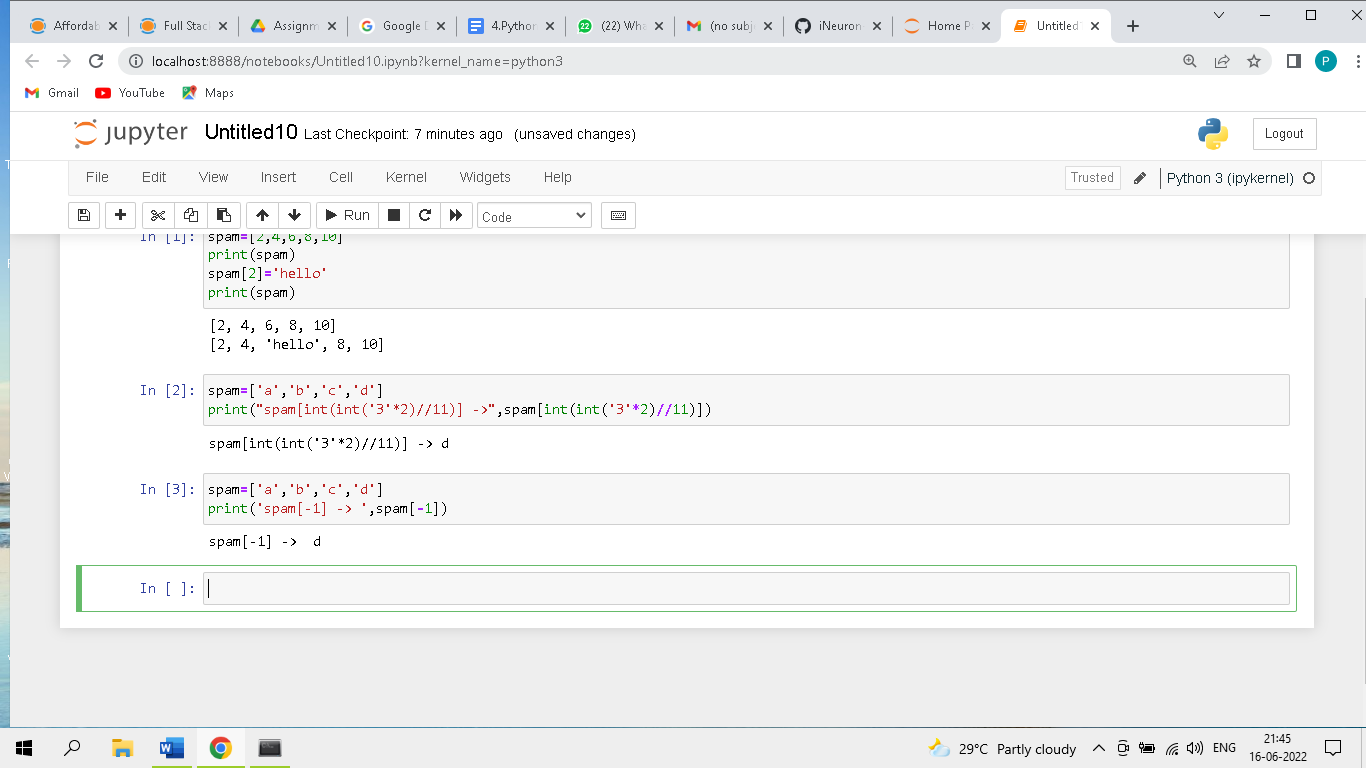 Affordab
Full Stac
Assignm
Google D
4.Python
(22) Wha
(no subj
iNeuron
Home P
Untitled
localhost:8888/notebooks/Untitled10.ipynb?kernel_name=python3
P
Gmail
YouTube
Maps
jupyter Untitled10 Last Checkpoint: 7 minutes ago (unsaved changes)
Logout
File Edit View Insert Cell Kernel Widgets Help
Trusted
Python 3 (ipykernel)
Run
Code
In [1]: spam=[2,4,6,8,10]
print(spam)
spam[2]='hello'
print(spam)
[2, 4, 6, 8, 10]
[2, 4, 'hello', 8, 10]
In [2]: spam=['a','b','c','d']
print("spam[int(int('3'*2)//11)] ->",spam[int(int('3'*2)//11)])
spam[int(int('3'*2)//11)] -> d
In [3]: spam=['a','b','c','d']
print('spam[-1] -> ',spam[-1])
spam[-1] ->  d
In [ ]:
29°C Partly cloudy
ENG
21:45
16-06-2022